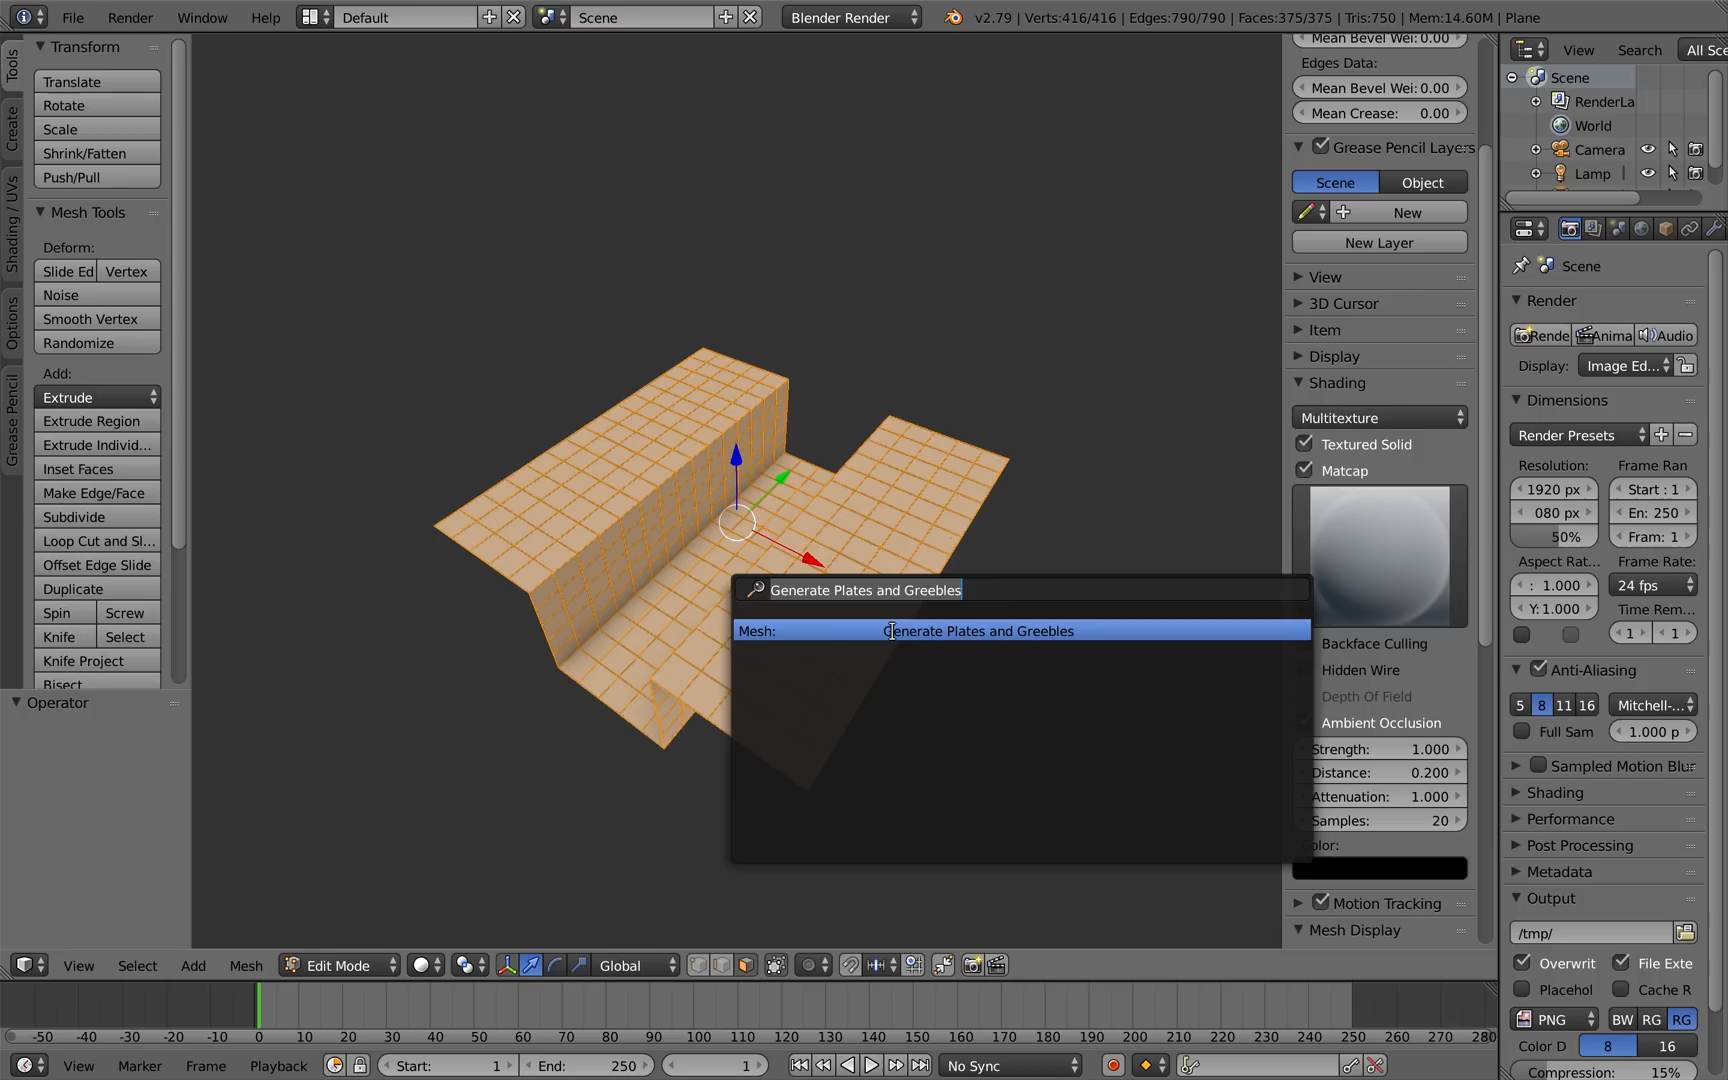 File Render Window Help Default Scene Blender Render v2.79 | Verts:416/416 | Edges:790/790 | Faces:375/375 | Tris:750 | Mem:14.60M | Plane
Tools
Create
Shading / UVs
Options
Grease Pencil
Transform
Translate
Rotate
Scale
Shrink/Fatten
Push/Pull
Mesh Tools
Deform:
Slide Ed Vertex
Noise
Smooth Vertex
Randomize
Add:
Extrude
Extrude Region
Extrude Individ...
Inset Faces
Make Edge/Face
Subdivide
Loop Cut and Sl...
Offset Edge Slide
Duplicate
Spin Screw
Knife Select
Knife Project
Bisect
Operator
Generate Plates and Greebles
Mesh: Generate Plates and Greebles
Mean Bevel Wei: 0.00
Edges Data:
Mean Bevel Wei: 0.00
Mean Crease: 0.00
Grease Pencil Layers
Scene Object
New
New Layer
View
3D Cursor
Item
Display
Shading
Multitexture
Textured Solid
Matcap
Backface Culling
Hidden Wire
Depth Of Field
Ambient Occlusion
Strength: 1.000
Distance: 0.200
Attenuation: 1.000
Samples: 20
Color:
Motion Tracking
Mesh Display
View Search All Sce
Scene
RenderLa
World
Camera
Lamp
Scene
Render
Rende Anima Audio
Display: Image Ed...
Dimensions
Render Presets
Resolution: Frame Ran
1920 px Start : 1
080 px En: 250
50% Fram: 1
Aspect Rat... Frame Rate:
: 1.000 24 fps
Y: 1.000 Time Rem...
1 1
Anti-Aliasing
5 8 11 16 Mitchell-...
Full Sam 1.000 p
Sampled Motion Blur
Shading
Performance
Post Processing
Metadata
Output
/tmp/
Overwrit File Exte
Placehol Cache R
PNG BW RG RG
Color D 8 16
Compression: 15%
View Select Add Mesh Edit Mode Global
-50 -40 -30 -20 -10 0 10 20 30 40 50 60 70 80 90 100 110 120 130 140 150 160 170 180 190 200 210 220 230 240 250 260 270 280
View Marker Frame Playback Start: 1 End: 250 1 No Sync